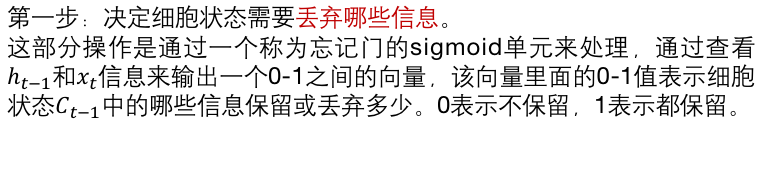 第一步：决定细胞状态需要丢弃哪些信息。
这部分操作是通过一个称为忘记门的sigmoid单元来处理，通过查看
$h_{t-1}$和$x_t$信息来输出一个0-1之间的向量，该向量里面的0-1值表示细胞
状态$C_{t-1}$中的哪些信息保留或丢弃多少。0表示不保留，1表示都保留。